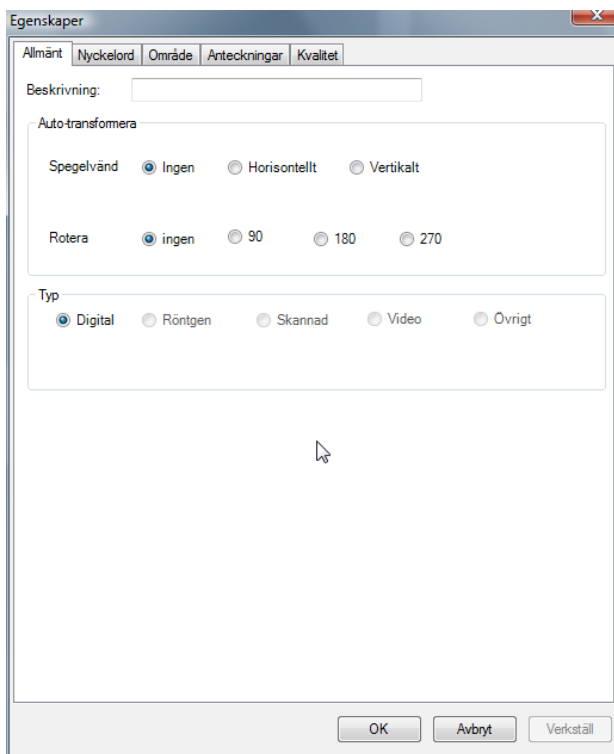 Egenskaper
Allmänt Nyckelord Område Anteckningar Kvalitet
Beskrivning:
Auto-transformera
Spegelvänd Ingen Horisontellt Vertikalt
Rotera ingen 90 180 270
Typ
Digital Röntgen Skannad Video Övrigt
OK Avbryt Verkställ